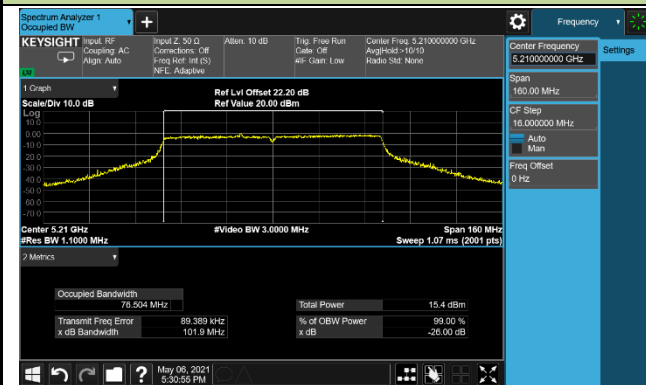 Spectrum Analyzer 1
Occupied BW
Frequency
KEYSIGHT
Input: RF
Coupling: AC
Align: Auto
Input Z: 50 Ω
Corrections: Off
Freq Ref: Int (S)
NFE: Adaptive
Atten: 10 dB
Trig: Free Run
Gate: Off
#IF Gain: Low
Center Freq: 5.210000000 GHz
Avg|Hold:>10/10
Radio Std: None
LXI
Center Frequency
5.210000000 GHz
Settings
Span
160.00 MHz
CF Step
16.000000 MHz
Auto
Man
Freq Offset
0 Hz
1 Graph
Scale/Div 10.0 dB
Ref Lvl Offset 22.20 dB
Ref Value 20.00 dBm
Log
10.0
0.00
-10.0
-20.0
-30.0
-40.0
-50.0
-60.0
-70.0
Center 5.21 GHz
#Res BW 1.1000 MHz
#Video BW 3.0000 MHz
Span 160 MHz
Sweep 1.07 ms (2001 pts)
2 Metrics
Occupied Bandwidth
76.504 MHz
Total Power 15.4 dBm
Transmit Freq Error 89.389 kHz
% of OBW Power 99.00 %
x dB Bandwidth 101.9 MHz
x dB -26.00 dB
May 06, 2021
5:30:55 PM